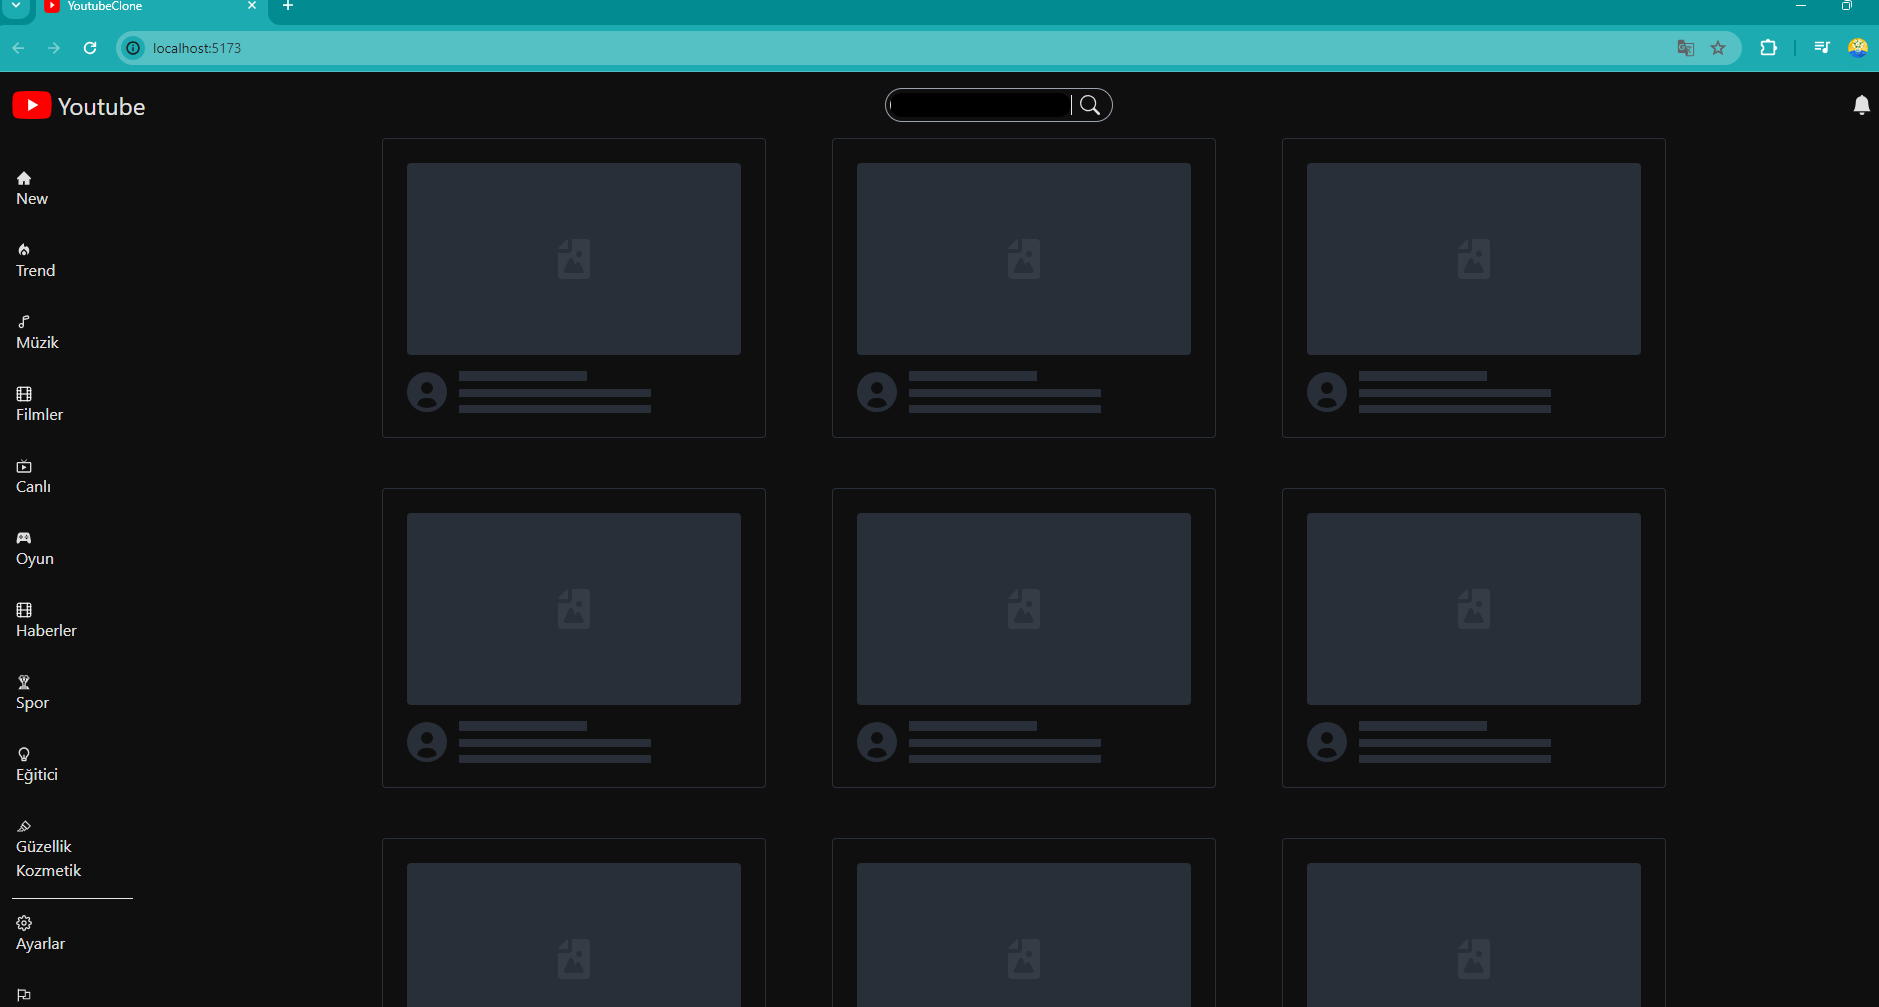 YoutubeClone
localhost:5173
Youtube
New
Trend
Müzik
Filmler
Canlı
Oyun
Haberler
Spor
Eğitici
Güzellik
Kozmetik
Ayarlar